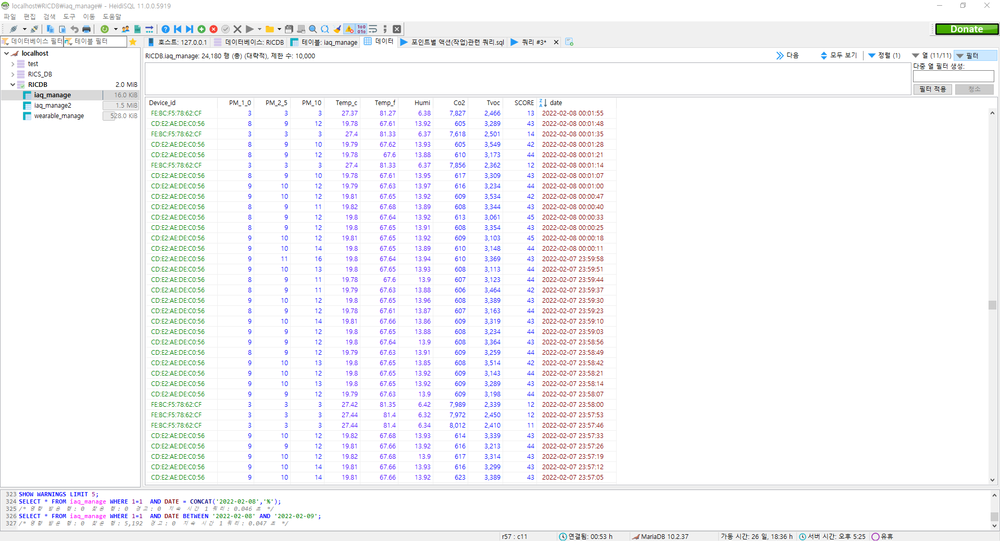 localhost₩RICDB₩iaq_manage₩ - HeidiSQL 11.0.0.5919
파일 편집 검색 도구 이동 도움말
Donate
데이터베이스 필터 테이블 필터
호스트: 127.0.0.1 데이터베이스: RICDB 테이블: iaq_manage 데이터 포인트별 액션(작업)관련 쿼리.sql 쿼리 #3*
localhost
test
RICS_DB
RICDB 2.0 MiB
iaq_manage 16.0 KiB
iaq_manage2 1.5 MiB
wearable_manage 528.0 KiB
RICDB.iaq_manage: 24,180 행 (총) (대략적), 제한 수: 10,000
다음 모두 보기 정렬 (1) 열 (11/11) 필터
다중 열 필터 생성:
필터 적용 청소
Device_id PM_1_0 PM_2_5 PM_10 Temp_c Temp_f Humi Co2 Tvoc SCORE date
FE:BC:F5:78:62:CF 3 3 3 27.37 81.27 6.38 7,827 2,466 13 2022-02-08 00:01:55
CD:E2:AE:DE:C0:56 8 9 12 19.78 67.61 13.92 605 3,289 43 2022-02-08 00:01:48
FE:BC:F5:78:62:CF 3 3 3 27.4 81.33 6.37 7,618 2,501 14 2022-02-08 00:01:35
CD:E2:AE:DE:C0:56 8 9 10 19.79 67.62 13.93 605 3,549 42 2022-02-08 00:01:28
CD:E2:AE:DE:C0:56 8 9 12 19.78 67.6 13.88 610 3,173 44 2022-02-08 00:01:21
FE:BC:F5:78:62:CF 3 3 3 27.4 81.33 6.37 7,856 2,362 12 2022-02-08 00:01:14
CD:E2:AE:DE:C0:56 8 9 10 19.78 67.61 13.95 617 3,309 43 2022-02-08 00:01:07
CD:E2:AE:DE:C0:56 9 10 12 19.79 67.63 13.97 616 3,234 44 2022-02-08 00:01:00
CD:E2:AE:DE:C0:56 9 10 12 19.81 67.65 13.92 609 3,534 42 2022-02-08 00:00:47
CD:E2:AE:DE:C0:56 8 9 11 19.82 67.68 13.89 608 3,344 43 2022-02-08 00:00:40
CD:E2:AE:DE:C0:56 8 9 12 19.8 67.64 13.92 613 3,061 45 2022-02-08 00:00:33
CD:E2:AE:DE:C0:56 8 9 12 19.8 67.65 13.91 608 3,354 43 2022-02-08 00:00:25
CD:E2:AE:DE:C0:56 9 10 12 19.81 67.65 13.92 609 3,103 45 2022-02-08 00:00:18
CD:E2:AE:DE:C0:56 9 10 14 19.8 67.65 13.89 610 3,148 44 2022-02-08 00:00:11
CD:E2:AE:DE:C0:56 9 11 16 19.8 67.64 13.94 610 3,369 43 2022-02-07 23:59:58
CD:E2:AE:DE:C0:56 9 10 13 19.8 67.65 13.93 608 3,113 44 2022-02-07 23:59:51
CD:E2:AE:DE:C0:56 8 9 11 19.78 67.6 13.9 607 3,123 44 2022-02-07 23:59:44
CD:E2:AE:DE:C0:56 8 9 11 19.79 67.63 13.88 606 3,464 42 2022-02-07 23:59:37
CD:E2:AE:DE:C0:56 9 10 12 19.8 67.65 13.96 608 3,389 43 2022-02-07 23:59:30
CD:E2:AE:DE:C0:56 8 9 12 19.78 67.61 13.87 607 3,163 44 2022-02-07 23:59:23
CD:E2:AE:DE:C0:56 9 10 14 19.81 67.66 13.86 609 3,319 43 2022-02-07 23:59:10
CD:E2:AE:DE:C0:56 9 9 12 19.8 67.65 13.88 608 3,234 44 2022-02-07 23:59:03
CD:E2:AE:DE:C0:56 9 9 12 19.8 67.64 13.9 608 3,364 43 2022-02-07 23:58:56
CD:E2:AE:DE:C0:56 8 9 12 19.79 67.63 13.91 609 3,259 44 2022-02-07 23:58:49
CD:E2:AE:DE:C0:56 9 10 13 19.8 67.65 13.85 608 3,514 42 2022-02-07 23:58:42
CD:E2:AE:DE:C0:56 9 10 12 19.8 67.65 13.92 609 3,143 44 2022-02-07 23:58:21
CD:E2:AE:DE:C0:56 9 10 13 19.8 67.65 13.92 609 3,289 43 2022-02-07 23:58:14
CD:E2:AE:DE:C0:56 9 9 12 19.79 67.63 13.9 609 3,198 44 2022-02-07 23:58:07
FE:BC:F5:78:62:CF 3 3 3 27.42 81.35 6.42 7,989 2,339 12 2022-02-07 23:58:00
FE:BC:F5:78:62:CF 3 3 3 27.44 81.4 6.32 7,972 2,450 12 2022-02-07 23:57:53
FE:BC:F5:78:62:CF 3 3 3 27.44 81.4 6.34 8,012 2,410 11 2022-02-07 23:57:46
CD:E2:AE:DE:C0:56 9 10 12 19.82 67.68 13.93 614 3,339 43 2022-02-07 23:57:33
CD:E2:AE:DE:C0:56 9 9 12 19.81 67.66 13.92 616 3,213 44 2022-02-07 23:57:26
CD:E2:AE:DE:C0:56 9 10 12 19.82 67.68 13.9 617 3,314 43 2022-02-07 23:57:19
CD:E2:AE:DE:C0:56 9 10 14 19.81 67.66 13.93 616 3,299 43 2022-02-07 23:57:12
CD:E2:AE:DE:C0:56 9 10 14 19.81 67.66 13.92 623 3,389 43 2022-02-07 23:57:05
323 SHOW WARNINGS LIMIT 5;
324 SELECT * FROM iaq_manage WHERE 1=1 AND DATE = CONCAT('2022-02-08','%');
325 /* 영향 받은 행: 0 찾은 행: 0 경고: 0 지속 시간 1 쿼리: 0.046 초 */
326 SELECT * FROM iaq_manage WHERE 1=1 AND DATE BETWEEN '2022-02-08' AND '2022-02-09';
327 /* 영향 받은 행: 0 찾은 행: 5,192 경고: 0 지속 시간 1 쿼리: 0.047 초 */
r57 : c11 연결됨: 00:53 h MariaDB 10.2.37 가동 시간: 26 일, 18:36 h 서버 시간: 오후 5:25 유휴